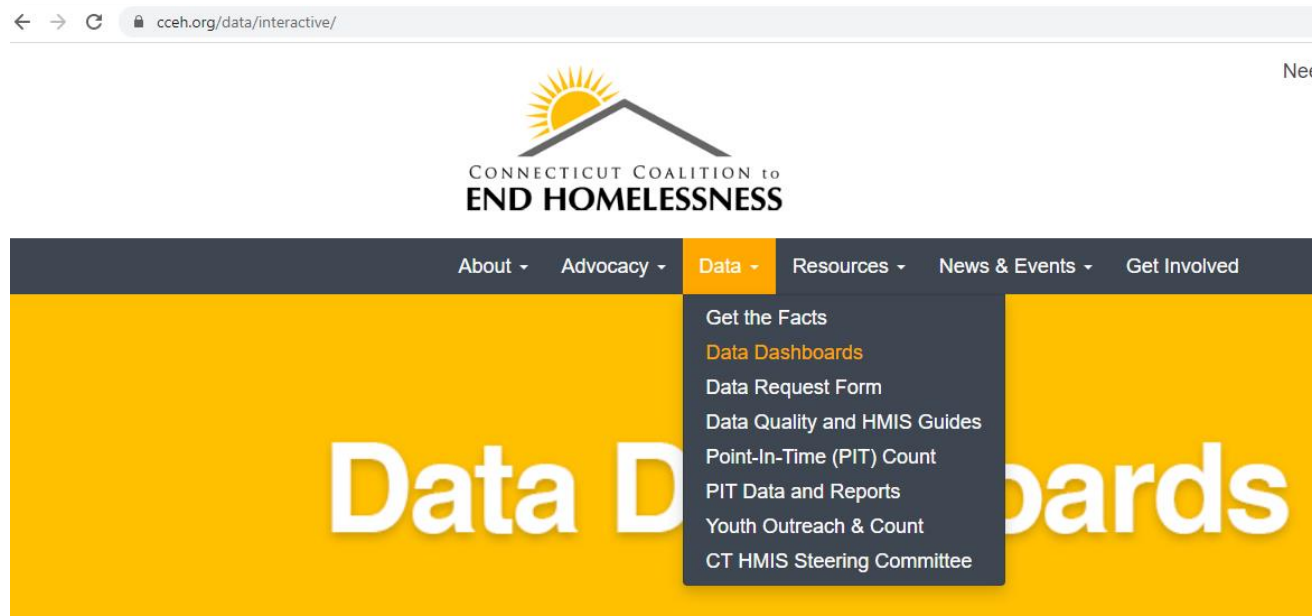 cceh.org/data/interactive/
CONNECTICUT COALITION to
END HOMELESSNESS
About Advocacy Data Resources News & Events Get Involved
Get the Facts
Data Dashboards
Data Request Form
Data Quality and HMIS Guides
Point-In-Time (PIT) Count
PIT Data and Reports
Youth Outreach & Count
CT HMIS Steering Committee
Data D
oards